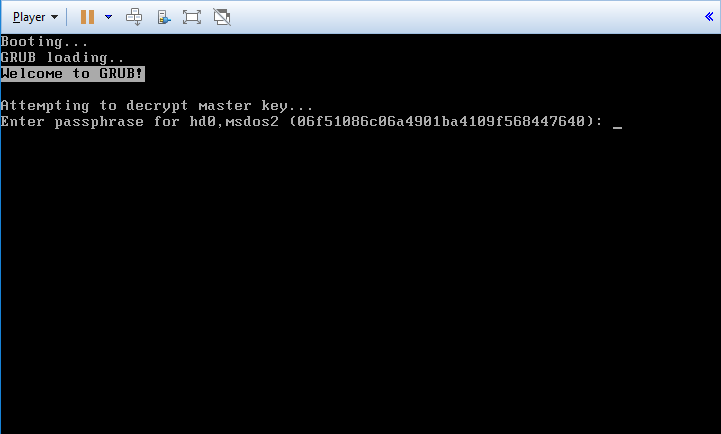 Player
Booting...
GRUB loading..
Welcome to GRUB!
Attempting to decrypt master key...
Enter passphrase for hd0,msdos2 (06f51086c06a4901ba4109f568447640): _